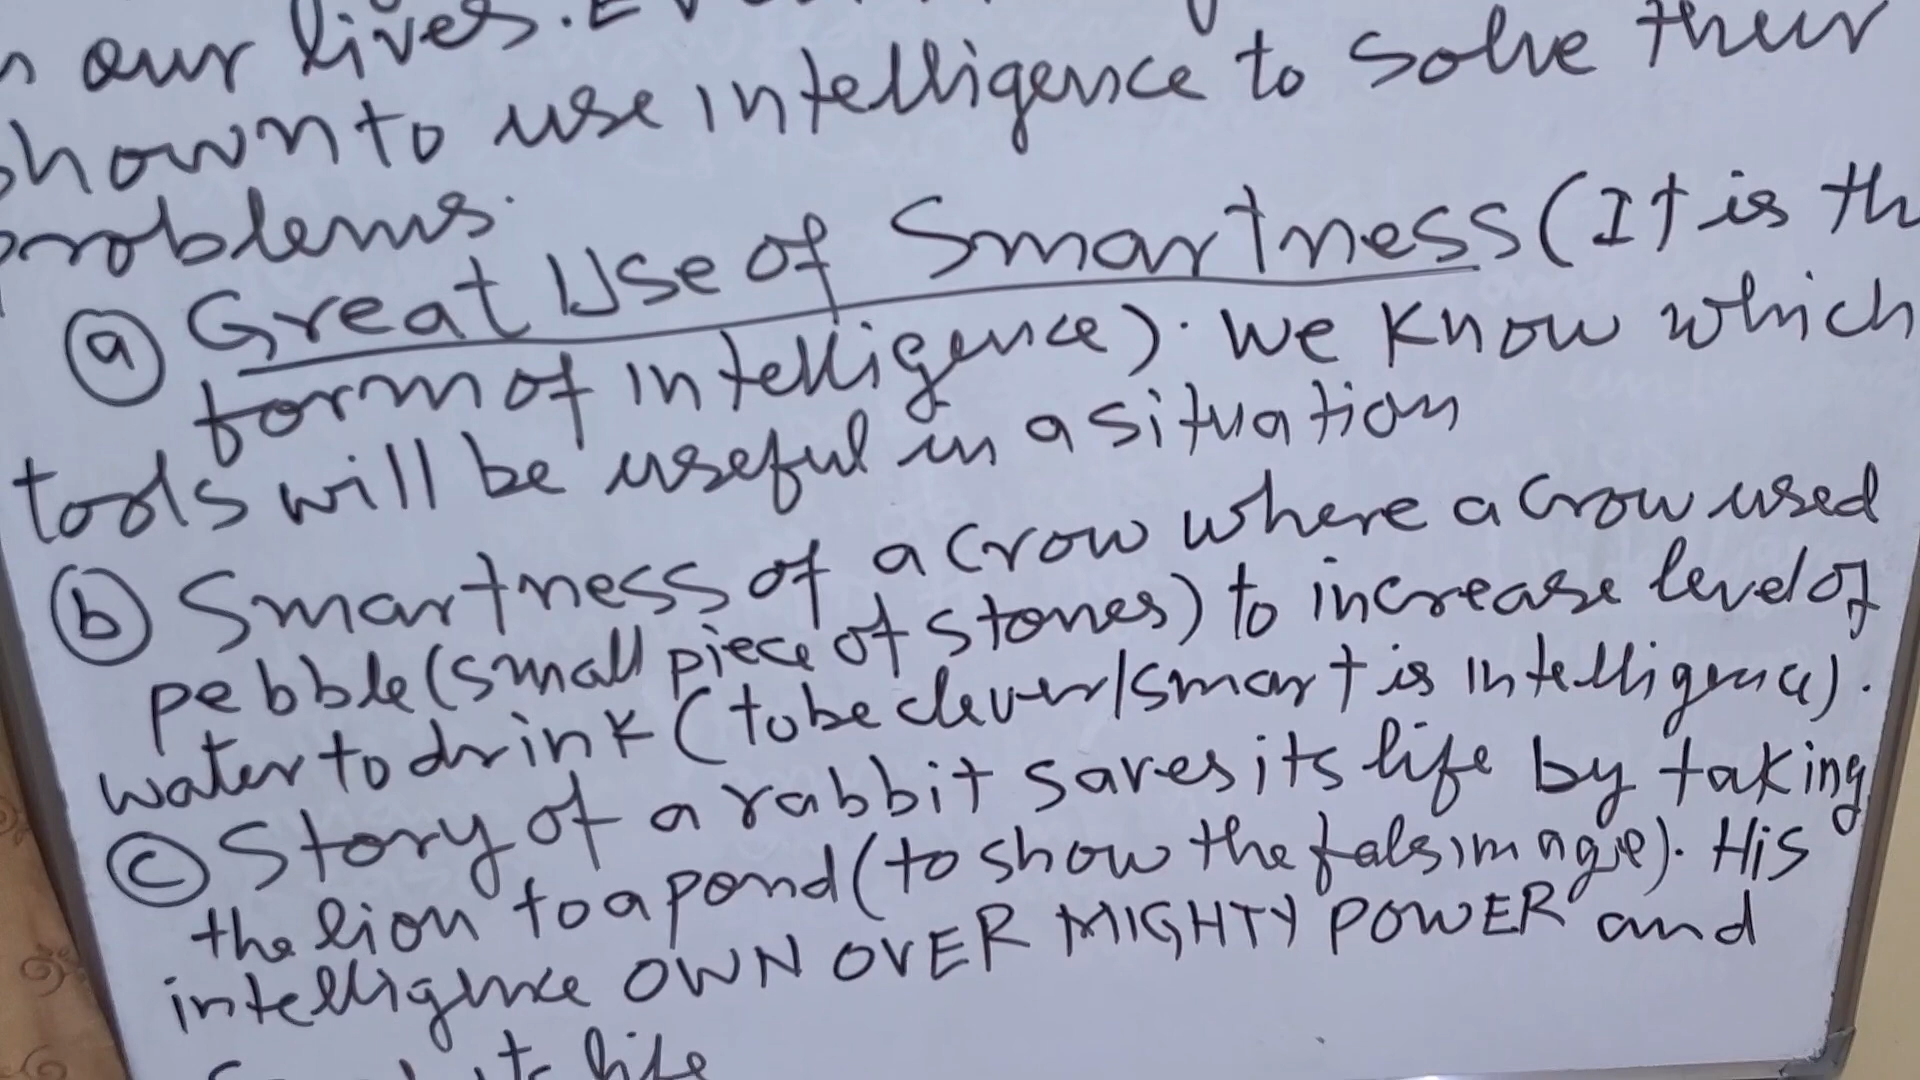 our lives.
shown to use intelligence to solve their
problems.
(a) Great Use of Smartness (It is th
form of intelligence). We know which
tools will be useful in a situation
(b) Smartness of a crow where a crow used
pebble (small piece of stones) to increase level of
water to drink (to be clever/smart is intelligence).
(c) Story of a rabbit saves its life by taking
the lion to a pond (to show the fals image). His
intelligence OWN OVER MIGHTY POWER and
life